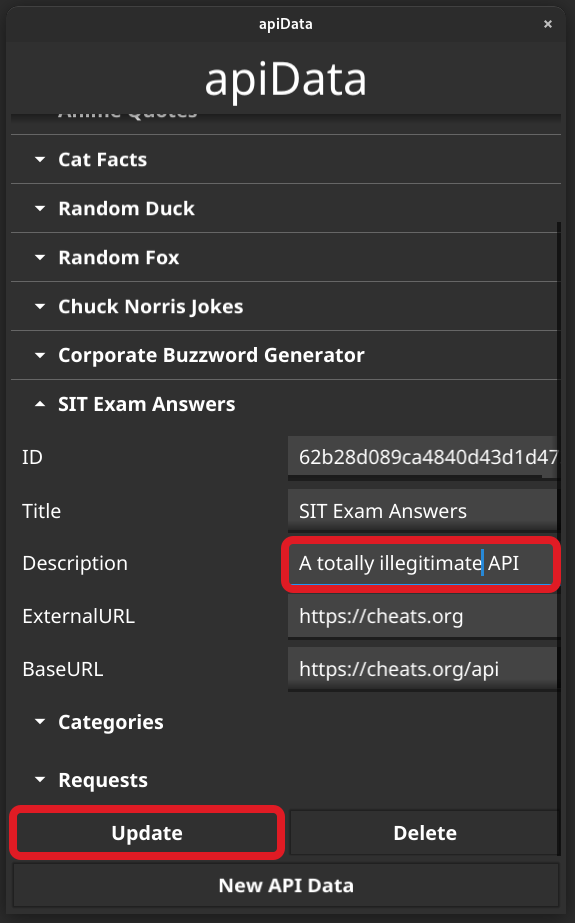 apiData
×
apiData
Anime Quotes
Cat Facts
Random Duck
Random Fox
Chuck Norris Jokes
Corporate Buzzword Generator
SIT Exam Answers
ID 62b28d089ca4840d43d1d47
Title SIT Exam Answers
Description A totally illegitimate API
ExternalURL https://cheats.org
BaseURL https://cheats.org/api
Categories
Requests
Update Delete
New API Data